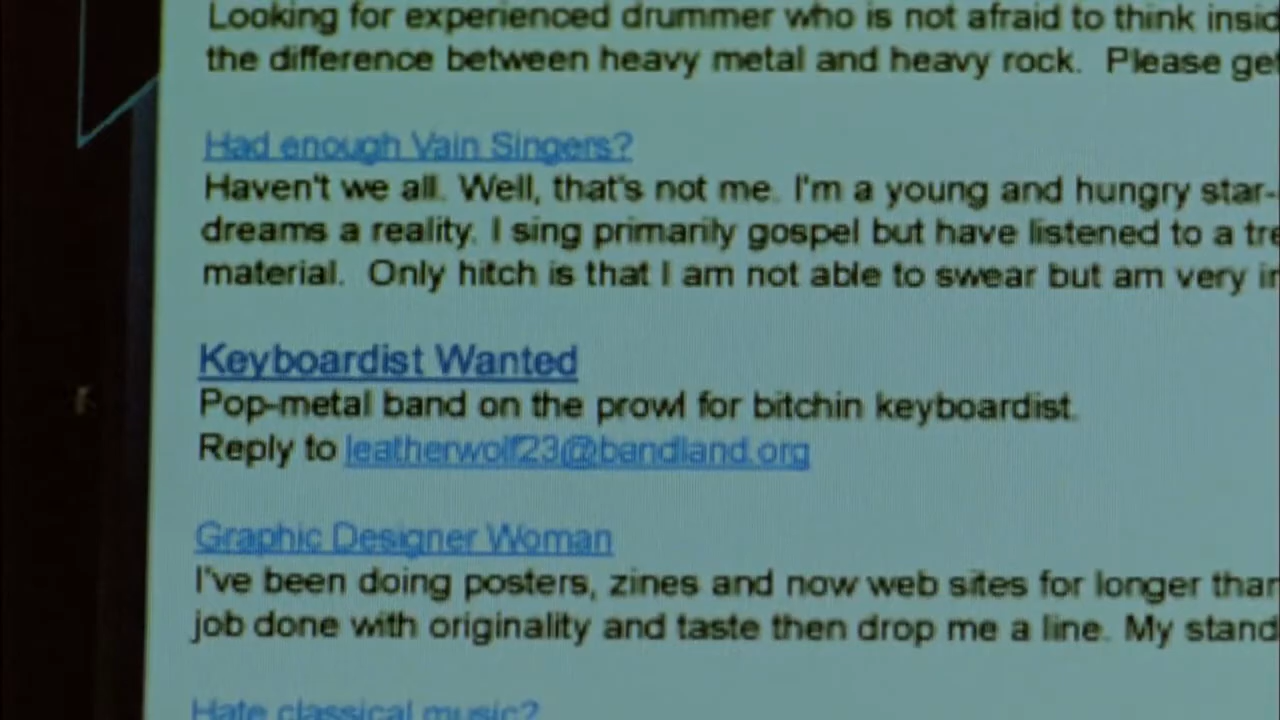 Looking for experienced drummer who is not afraid to think insid
the difference between heavy metal and heavy rock. Please get
Had enough Vain Singers?
Haven't we all. Well, that's not me. I'm a young and hungry star-
dreams a reality. I sing primarily gospel but have listened to a tre
material. Only hitch is that I am not able to swear but am very in
Keyboardist Wanted
Pop-metal band on the prowl for bitchin keyboardist.
Reply to leatherwolf23@bandland.org
Graphic Designer Woman
I've been doing posters, zines and now web sites for longer than
job done with originality and taste then drop me a line. My stand
Hate classical music?